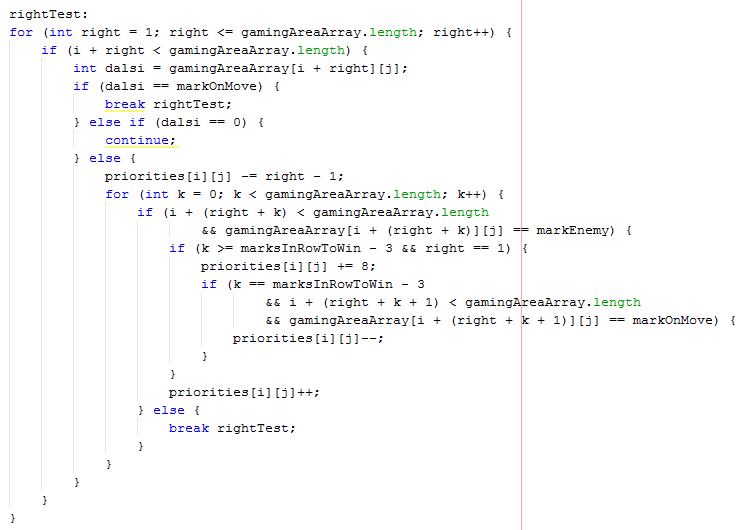 rightTest:
for (int right = 1; right <= gamingAreaArray.length; right++) {
    if (i + right < gamingAreaArray.length) {
        int dalsi = gamingAreaArray[i + right][j];
        if (dalsi == markOnMove) {
            break rightTest;
        } else if (dalsi == 0) {
            continue;
        } else {
            priorities[i][j] -= right - 1;
            for (int k = 0; k < gamingAreaArray.length; k++) {
                if (i + (right + k) < gamingAreaArray.length
                        && gamingAreaArray[i + (right + k)][j] == markEnemy) {
                    if (k >= marksInRowToWin - 3 && right == 1) {
                        priorities[i][j] += 8;
                        if (k == marksInRowToWin - 3
                                && i + (right + k + 1) < gamingAreaArray.length
                                && gamingAreaArray[i + (right + k + 1)][j] == markOnMove) {
                            priorities[i][j]--;
                        }
                    }
                    priorities[i][j]++;
                } else {
                    break rightTest;
                }
            }
        }
    }
}